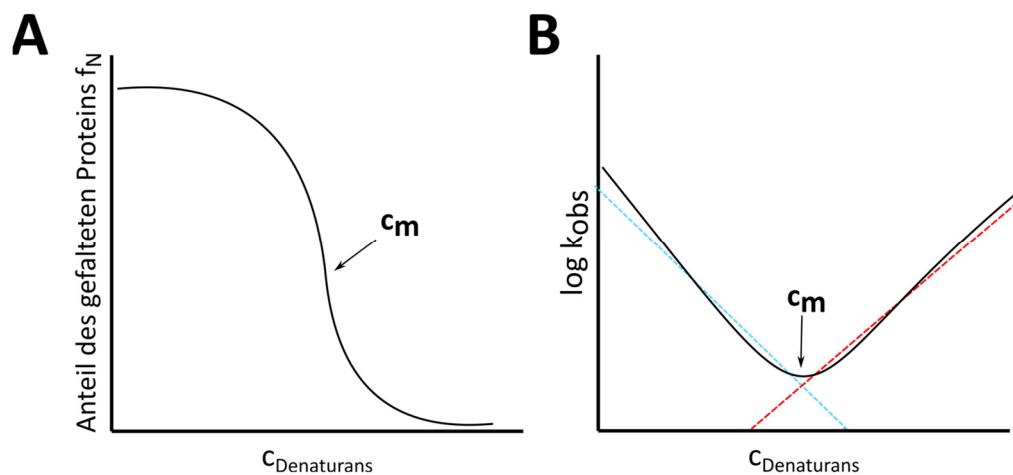 A
Anteil des gefalteten Proteins fN
cm
cDenaturans
B
log kobs
cm
cDenaturans